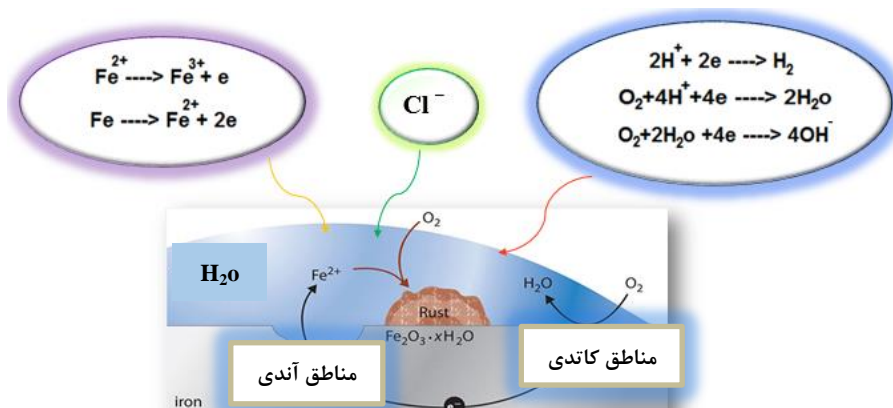 Fe²⁺ ----> Fe³⁺ + e
Fe ----> Fe²⁺ + 2e
Cl⁻
2H⁺ + 2e ----> H₂
O₂+4H⁺+4e ----> 2H₂o
O₂+2H₂o +4e ----> 4OH⁻
O₂
H₂o
Fe²⁺
H₂O
O₂
Rust
Fe₂O₃·xH₂O
مناطق آندی
مناطق کاتدی
iron
e⁻